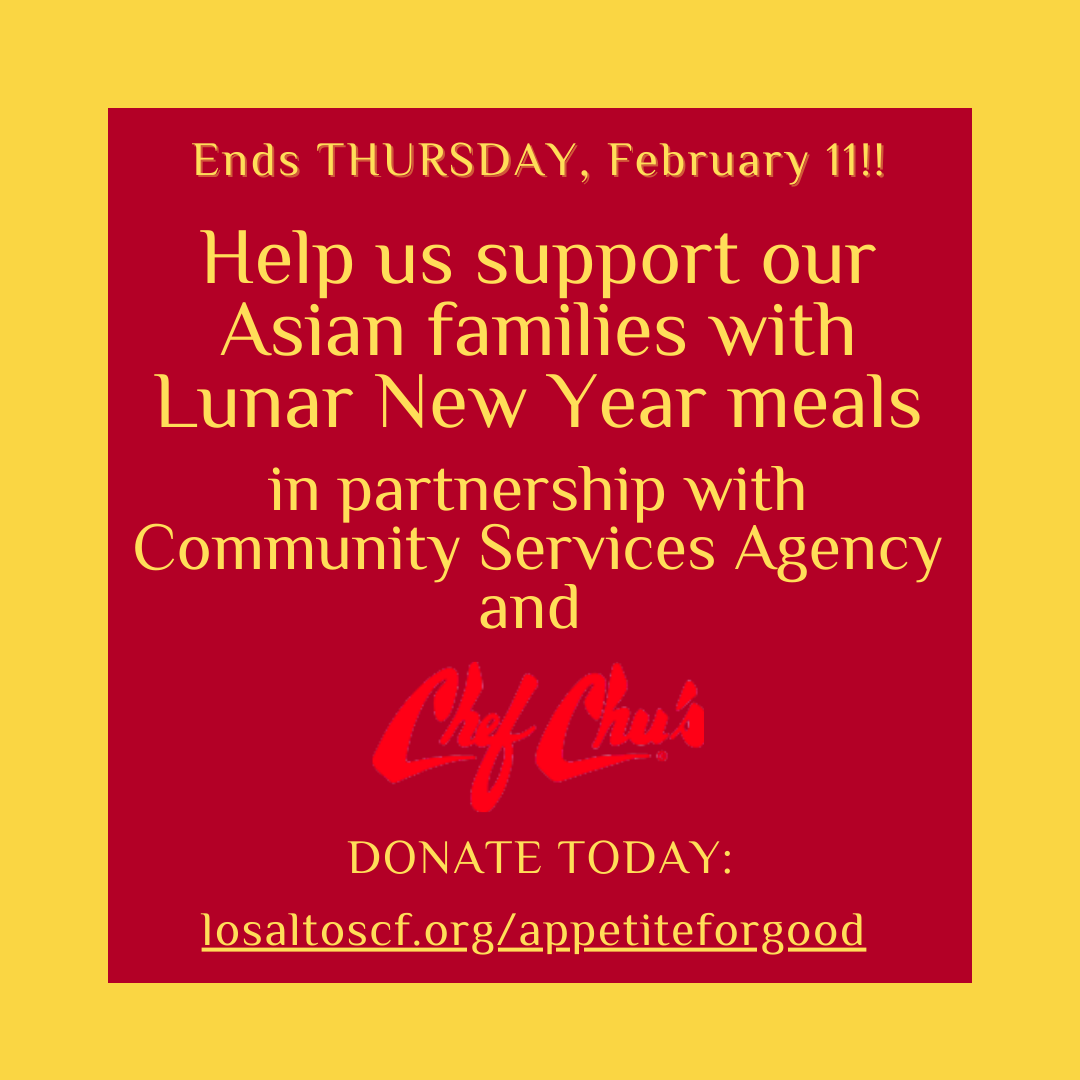 Ends THURSDAY, February 11!!
Help us support our
Asian families with
Lunar New Year meals
in partnership with
Community Services Agency
and
Chef Chu's
DONATE TODAY:
losaltoscf.org/appetiteforgood